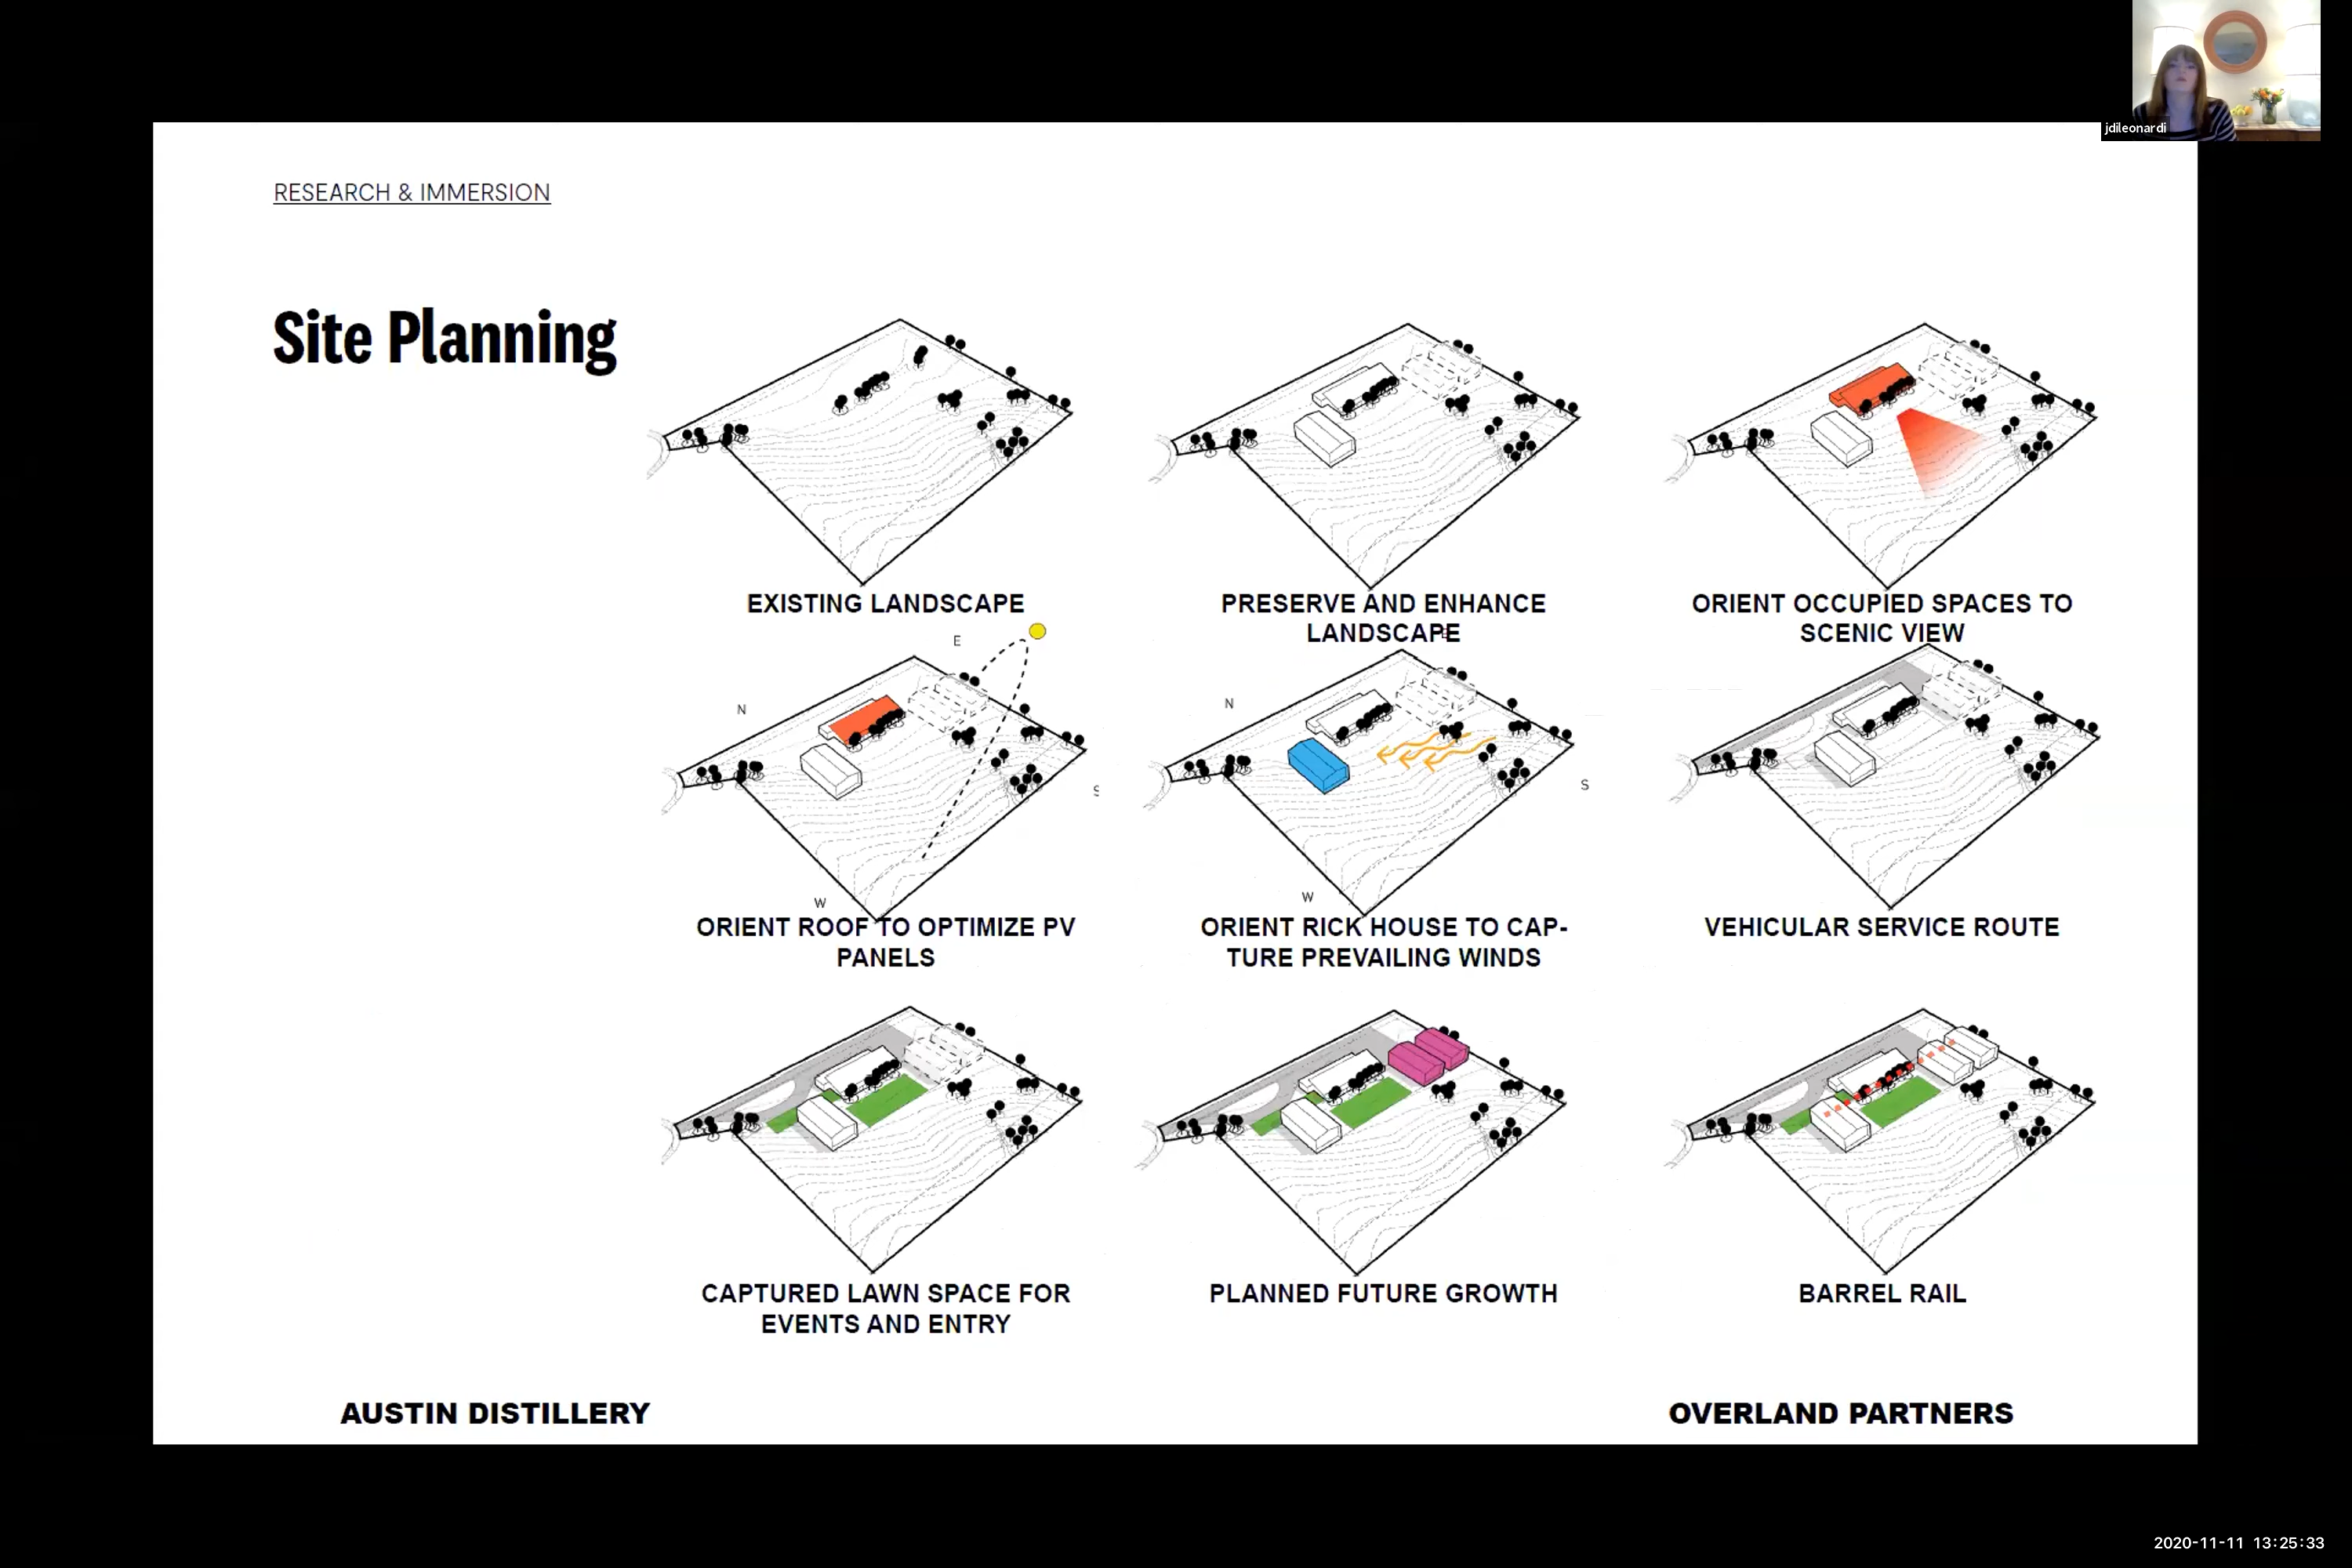 jdileonardi
RESEARCH & IMMERSION
Site Planning
EXISTING LANDSCAPE
PRESERVE AND ENHANCE
LANDSCAPE
ORIENT OCCUPIED SPACES TO
SCENIC VIEW
E
N
S
W
ORIENT ROOF TO OPTIMIZE PV
PANELS
E
N
S
W
ORIENT RICK HOUSE TO CAP-
TURE PREVAILING WINDS
VEHICULAR SERVICE ROUTE
CAPTURED LAWN SPACE FOR
EVENTS AND ENTRY
PLANNED FUTURE GROWTH
BARREL RAIL
AUSTIN DISTILLERY
OVERLAND PARTNERS
2020-11-11 13:25:33